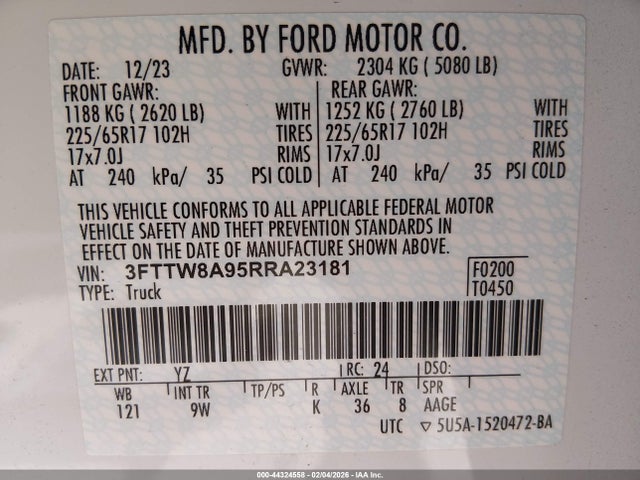 MFD. BY FORD MOTOR CO.
DATE: 12/23 GVWR: 2304 KG ( 5080 LB)
FRONT GAWR: REAR GAWR:
1188 KG ( 2620 LB) WITH 1252 KG ( 2760 LB) WITH
225/65R17 102H TIRES 225/65R17 102H TIRES
17x7.0J RIMS 17x7.0J RIMS
AT 240 kPa/ 35 PSI COLD AT 240 kPa/ 35 PSI COLD
THIS VEHICLE CONFORMS TO ALL APPLICABLE FEDERAL MOTOR
VEHICLE SAFETY AND THEFT PREVENTION STANDARDS IN
EFFECT ON THE DATE OF MANUFACTURE SHOWN ABOVE.
VIN: 3FTTW8A95RRA23181 F0200
TYPE: Truck T0450
EXT PNT: YZ RC: 24 DSO:
WB INT TR TP/PS R AXLE TR SPR
121 9W K 36 8 AAGE
UTC ▽ 5U5A-1520472-BA
000-44324558 - 02/04/2026 - IAAI.com